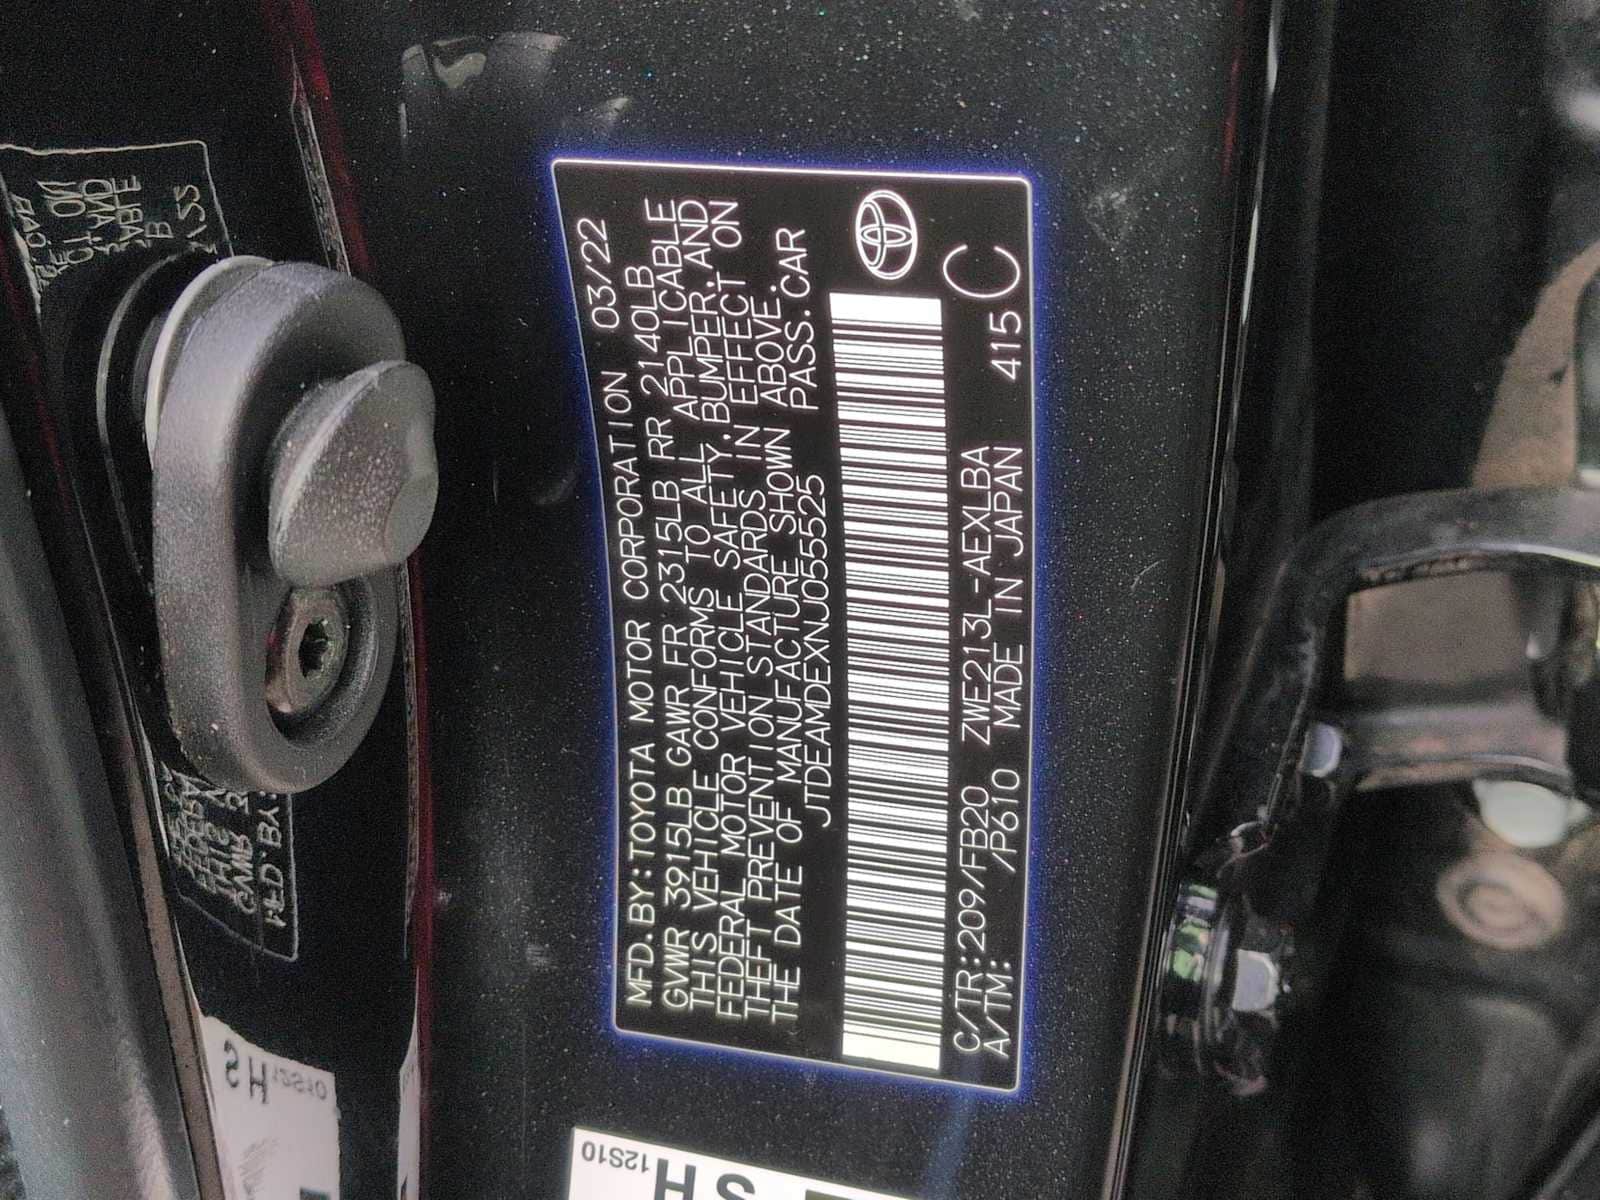 MFD.BY:TOYOTA MOTOR CORPORATION 03/22
GVWR 3915LB GAWR FR 2315LB RR 2140LB
THIS VEHICLE CONFORMS TO ALL APPLICABLE
FEDERAL MOTOR VEHICLE SAFETY, BUMPER, AND
THEFT PREVENTION STANDARDS IN EFFECT ON
THE DATE OF MANUFACTURE SHOWN ABOVE.
JTDEAMDEXNJ055525 PASS.CAR
C/TR:209/FB20 ZWE213L-AEXLBA 415 C
A/TM: /P610 MADE IN JAPAN
12S10
SH
12S10